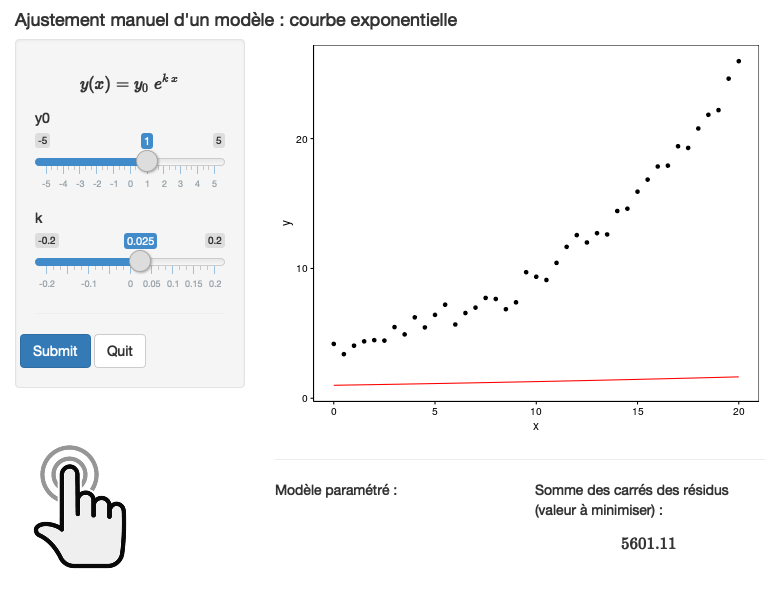 Ajustement manuel d'un modèle : courbe exponentielle
y(x) = y₀ eᵏ ˣ
y0
-5 1 5
-5 -4 -3 -2 -1 0 1 2 3 4 5
k
-0.2 0.025 0.2
-0.2 -0.1 0 0.05 0.1 0.15 0.2
Submit Quit
20
10
0
y
0 5 10 15 20
x
Modèle paramétré :
Somme des carrés des résidus
(valeur à minimiser) :
5601.11